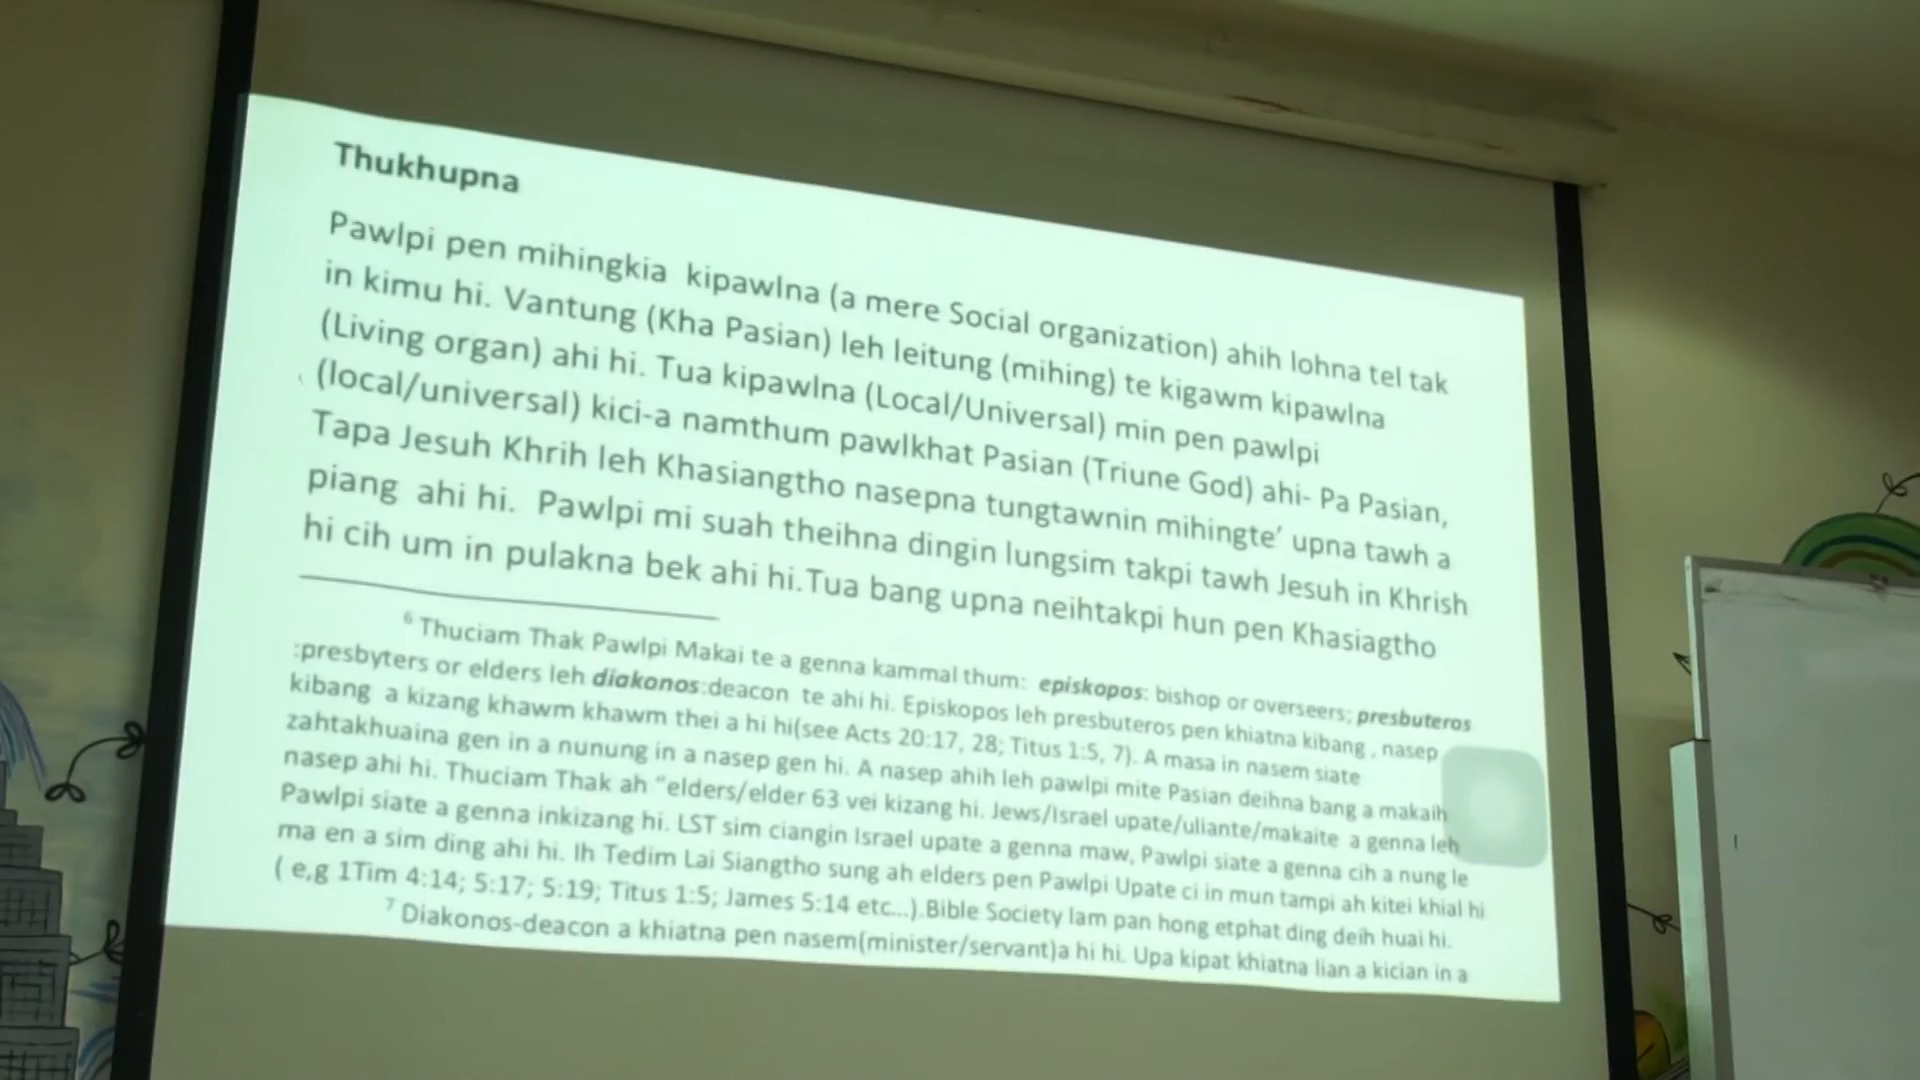 Thukhupna
Pawlpi pen mihingkia kipawlna (a mere Social organization) ahih lohna tel tak
in kimu hi. Vantung (Kha Pasian) leh leitung (mihing) te kigawm kipawlna
(Living organ) ahi hi. Tua kipawlna (Local/Universal) min pen pawlpi
(local/universal) kici-a namthum pawlkhat Pasian (Triune God) ahi- Pa Pasian,
Tapa Jesuh Khrih leh Khasiangtho nasepna tungtawnin mihingte’ upna tawh a
piang ahi hi. Pawlpi mi suah theihna dingin lungsim takpi tawh Jesuh in Khrish
hi cih um in pulakna bek ahi hi.Tua bang upna neihtakpi hun pen Khasiagtho
6 Thuciam Thak Pawlpi Makai te a genna kammal thum: episkopos: bishop or overseers; presbuteros
:presbyters or elders leh diakonos:deacon te ahi hi. Episkopos leh presbuteros pen khiatna kibang , nasep
kibang a kizang khawm khawm thei a hi hi(see Acts 20:17, 28; Titus 1:5, 7). A masa in nasem siate
zahtakhuaina gen in a nunung in a nasep gen hi. A nasep ahih leh pawlpi mite Pasian deihna bang a makaih
nasep ahi hi. Thuciam Thak ah “elders/elder 63 vei kizang hi. Jews/Israel upate/uliante/makaite a genna leh
Pawlpi siate a genna inkizang hi. LST sim ciangin Israel upate a genna maw, Pawlpi siate a genna cih a nung le
ma en a sim ding ahi hi. Ih Tedim Lai Siangtho sung ah elders pen Pawlpi Upate ci in mun tampi ah kitei khial hi
( e,g 1Tim 4:14; 5:17; 5:19; Titus 1:5; James 5:14 etc...).Bible Society lam pan hong etphat ding deih huai hi.
7 Diakonos-deacon a khiatna pen nasem(minister/servant)a hi hi. Upa kipat khiatna lian a kician in a